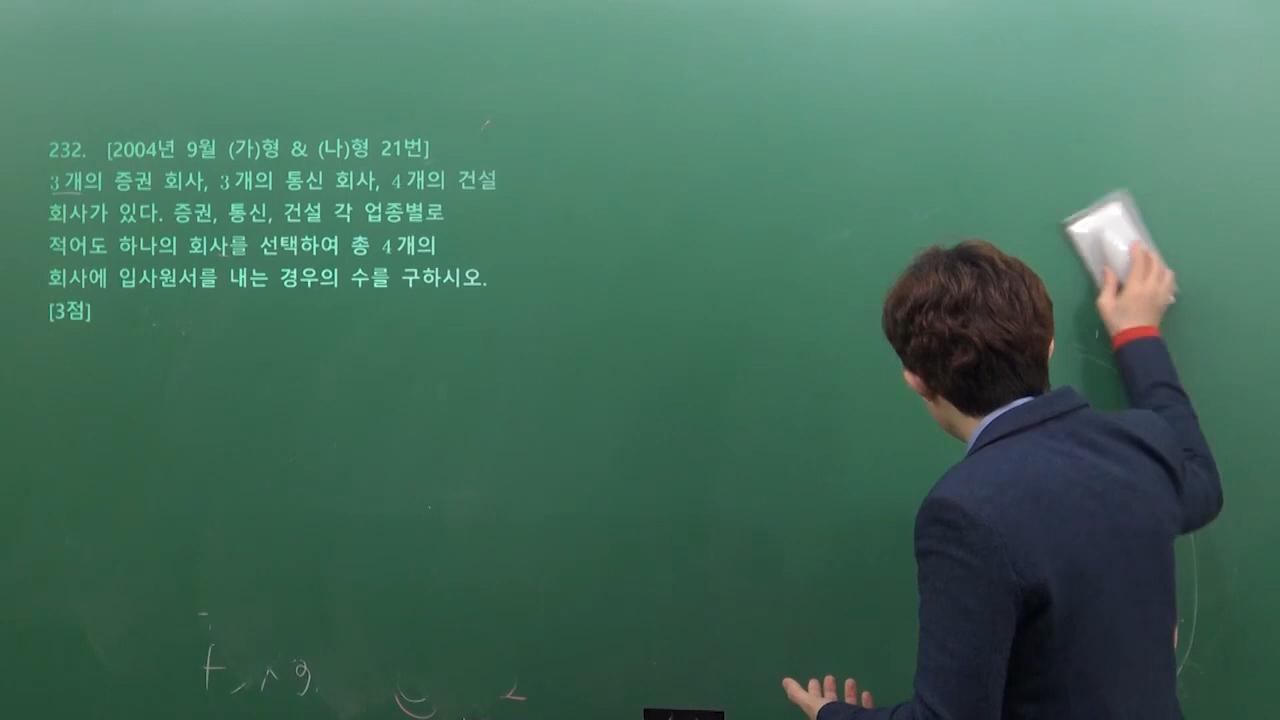 232. [2004년 9월 (가)형 & (나)형 21번]
3개의 증권 회사, 3개의 통신 회사, 4개의 건설
회사가 있다. 증권, 통신, 건설 각 업종별로
적어도 하나의 회사를 선택하여 총 4개의
회사에 입사원서를 내는 경우의 수를 구하시오.
[3점]